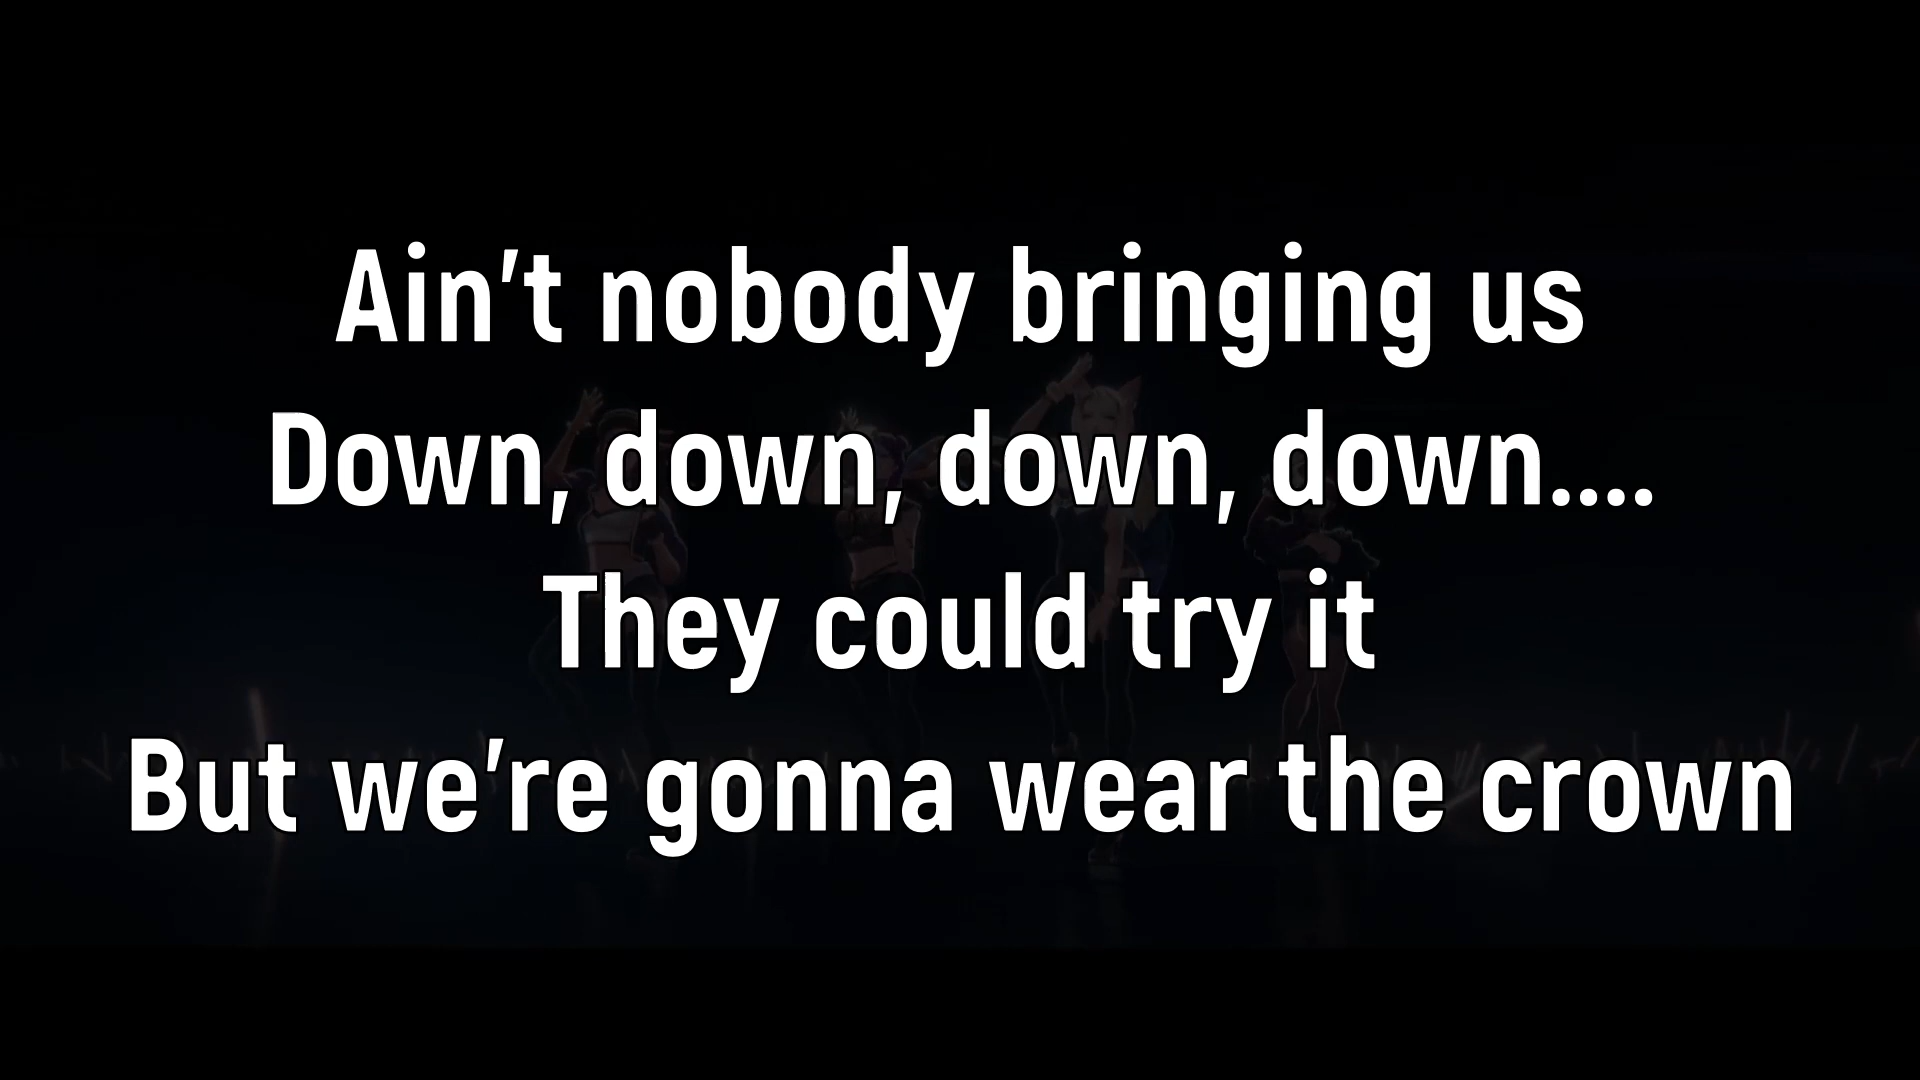 Ain't nobody bringing us
Down, down, down, down....
They could try it
But we're gonna wear the crown